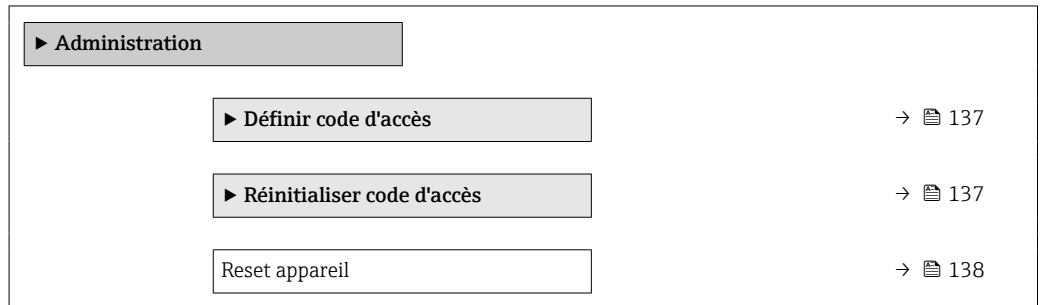 ▶ Administration
▶ Définir code d'accès → 🖹 137
▶ Réinitialiser code d'accès → 🖹 137
Reset appareil → 🖹 138